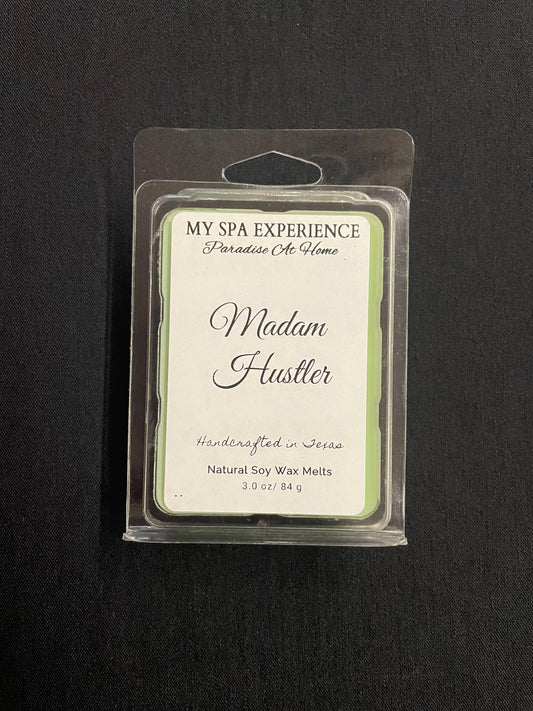 MY SPA EXPERIENCE
Paradise At Home
Madam
Hustler
Handcrafted in Texas
Natural Soy Wax Melts
3.0 oz/ 84 g